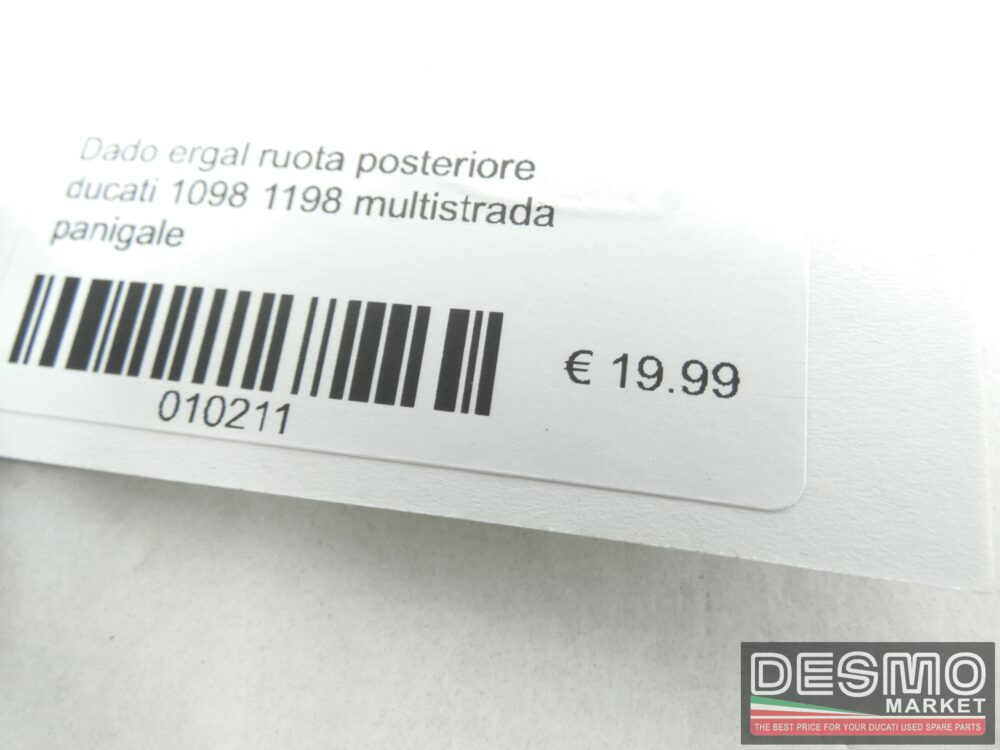 Dado ergal ruota posteriore
ducati 1098 1198 multistrada
panigale
€ 19.99
010211
DESMO
MARKET
THE BEST PRICE FOR YOUR DUCATI USED SPARE PARTS